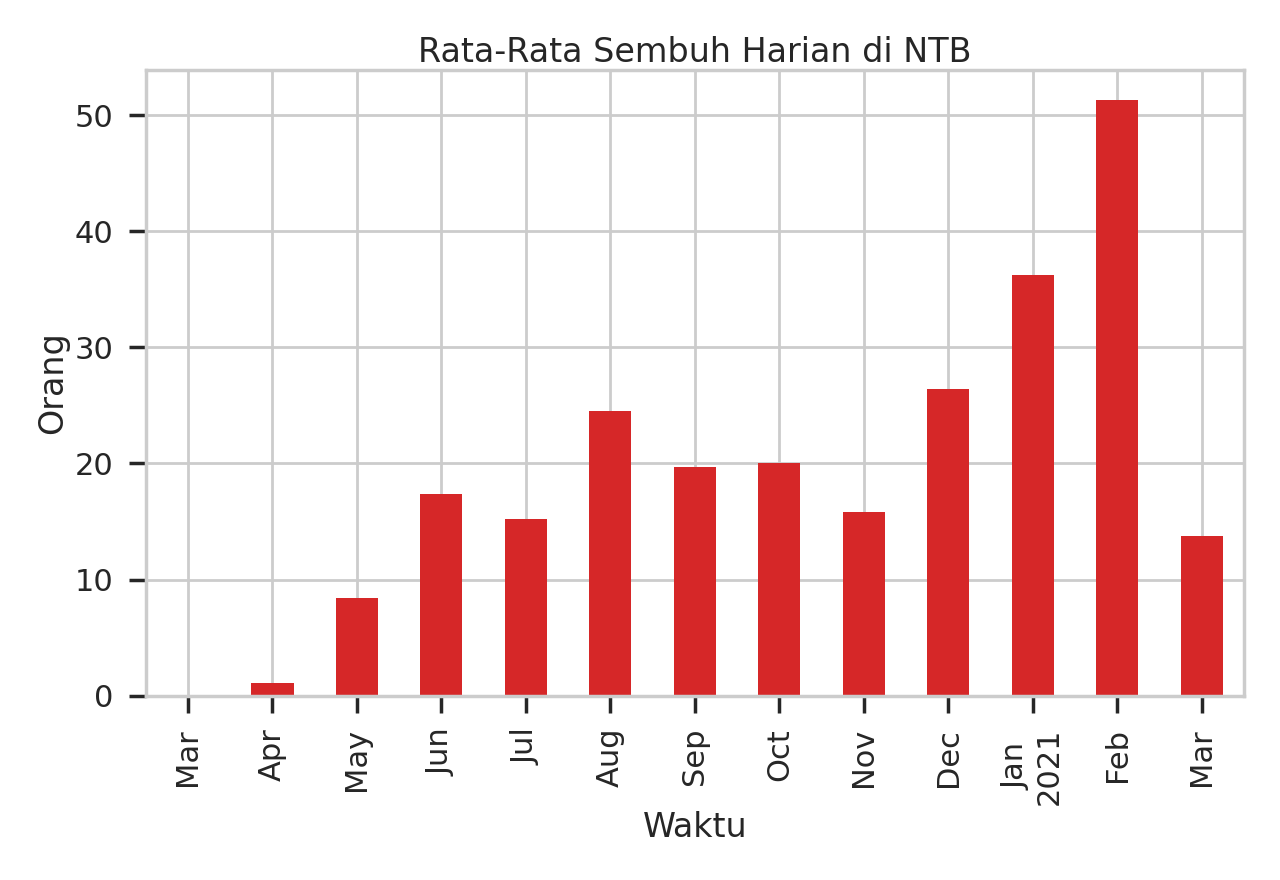 Rata-Rata Sembuh Harian di NTB
Orang
50
40
30
20
10
0
Mar
Apr
May
Jun
Jul
Aug
Sep
Oct
Nov
Dec
Jan
2021
Feb
Mar
Waktu